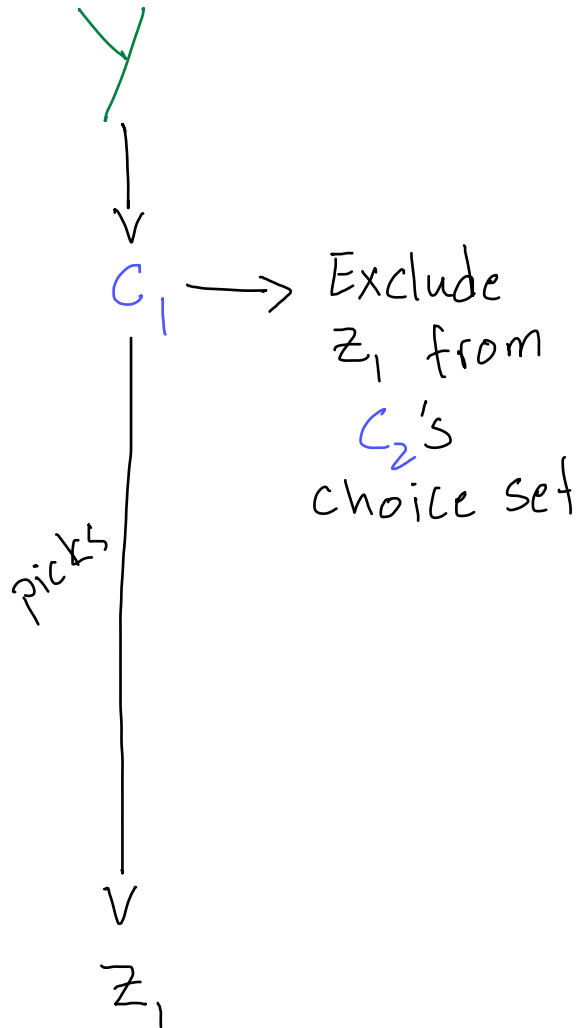 Y
C₁ → Exclude
z₁ from
C₂'s
choice set
picks
Z₁